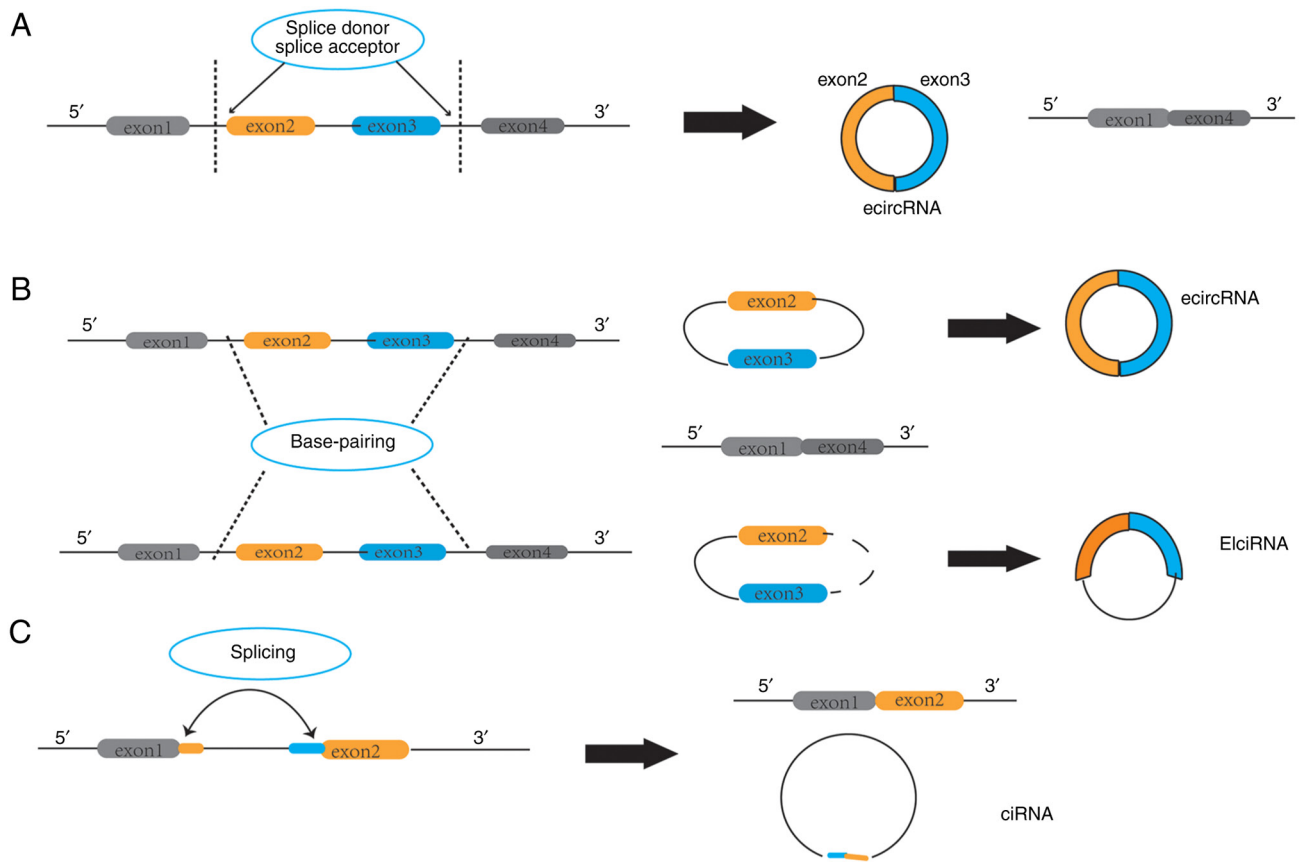 A
Splice donor
splice acceptor
5′ exon1 exon2 exon3 exon4 3′
exon2 exon3
ecircRNA
5′ exon1 exon4 3′
B
5′ exon1 exon2 exon3 exon4 3′
Base-pairing
5′ exon1 exon2 exon3 exon4 3′
exon2
exon3
ecircRNA
5′ exon1 exon4 3′
exon2
exon3
ElciRNA
C
Splicing
5′ exon1 exon2 3′
5′ exon1 exon2 3′
ciRNA